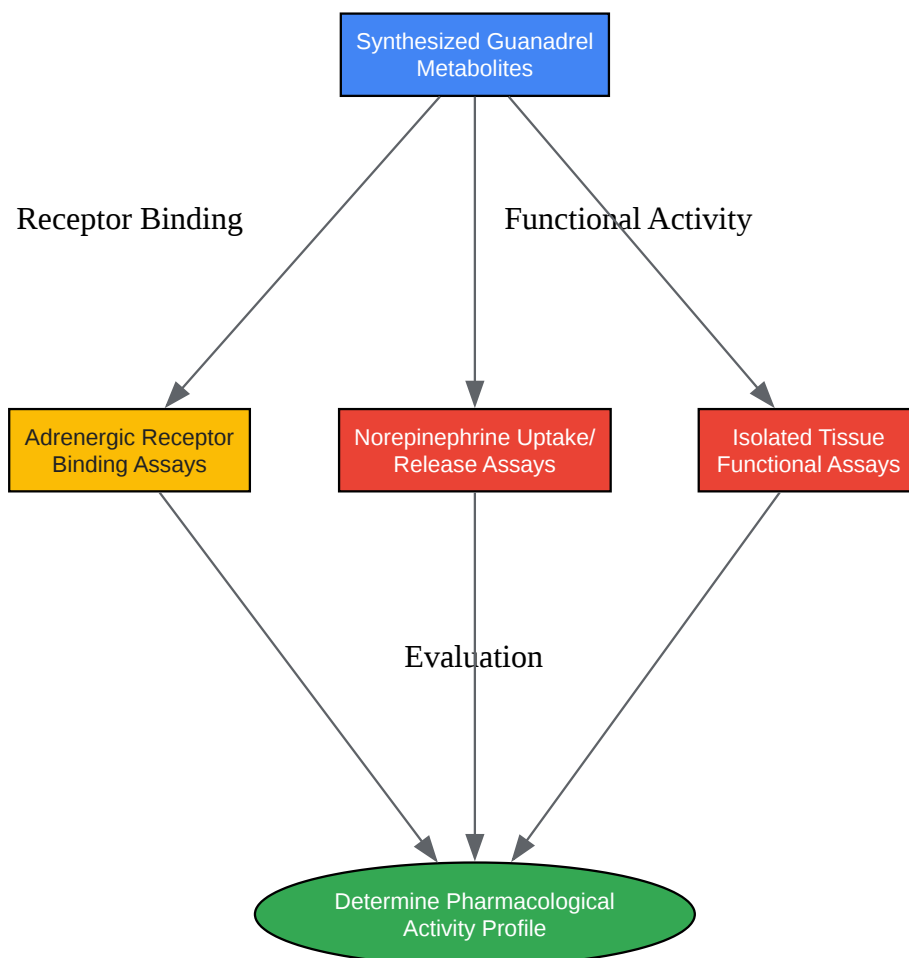 Synthesized Guanadrel
Metabolites
Receptor Binding
Functional Activity
Adrenergic Receptor
Binding Assays
Norepinephrine Uptake/
Release Assays
Isolated Tissue
Functional Assays
Evaluation
Determine Pharmacological
Activity Profile